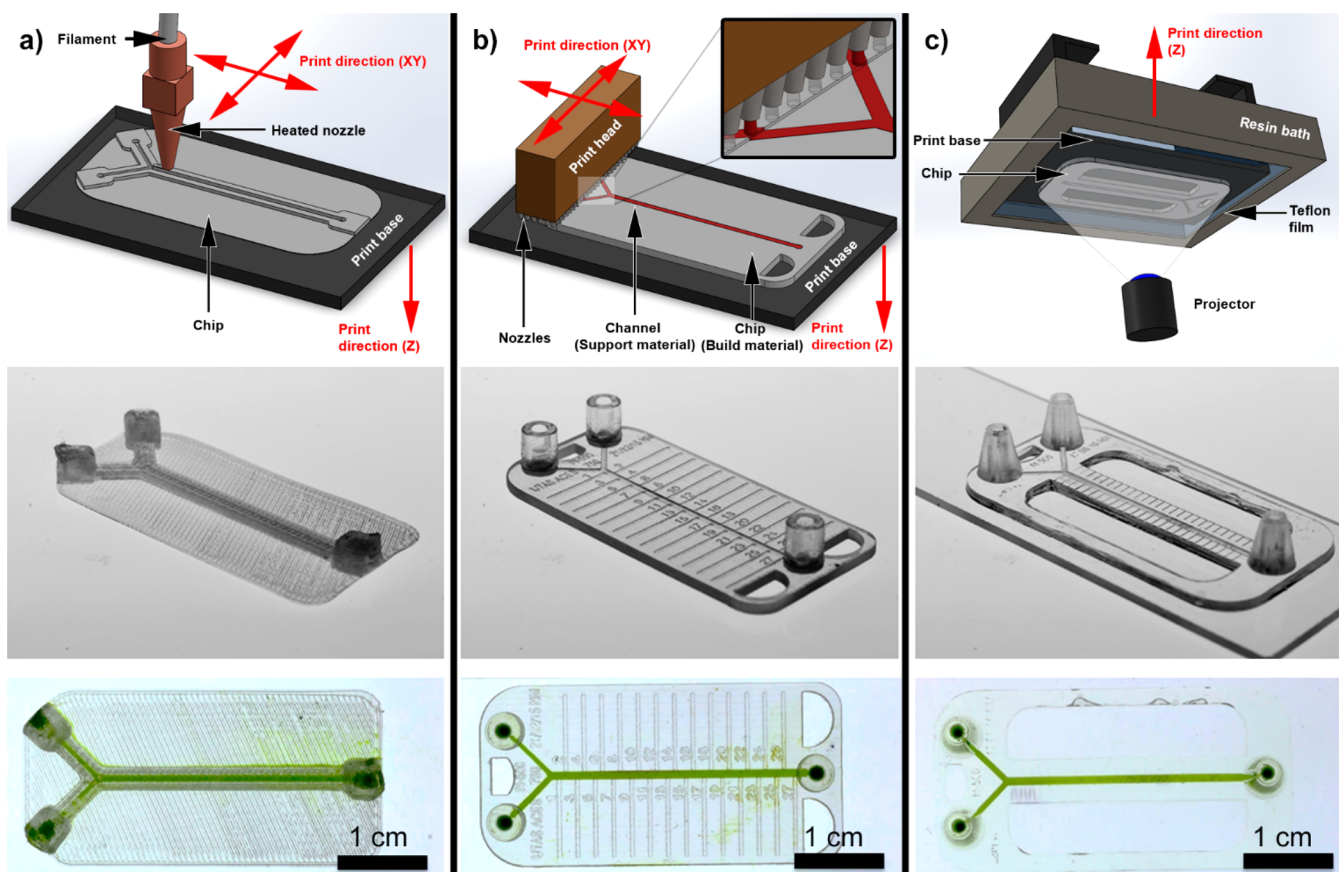 a)
Filament
Print direction (XY)
Heated nozzle
Print base
Chip
Print
direction (Z)
b)
Print direction (XY)
Print head
Print base
Nozzles
Channel
(Support material)
Chip
(Build material)
Print
direction (Z)
c)
Print direction
(Z)
Resin bath
Print base
Chip
Teflon
film
Projector
1 cm
1 cm
1 cm